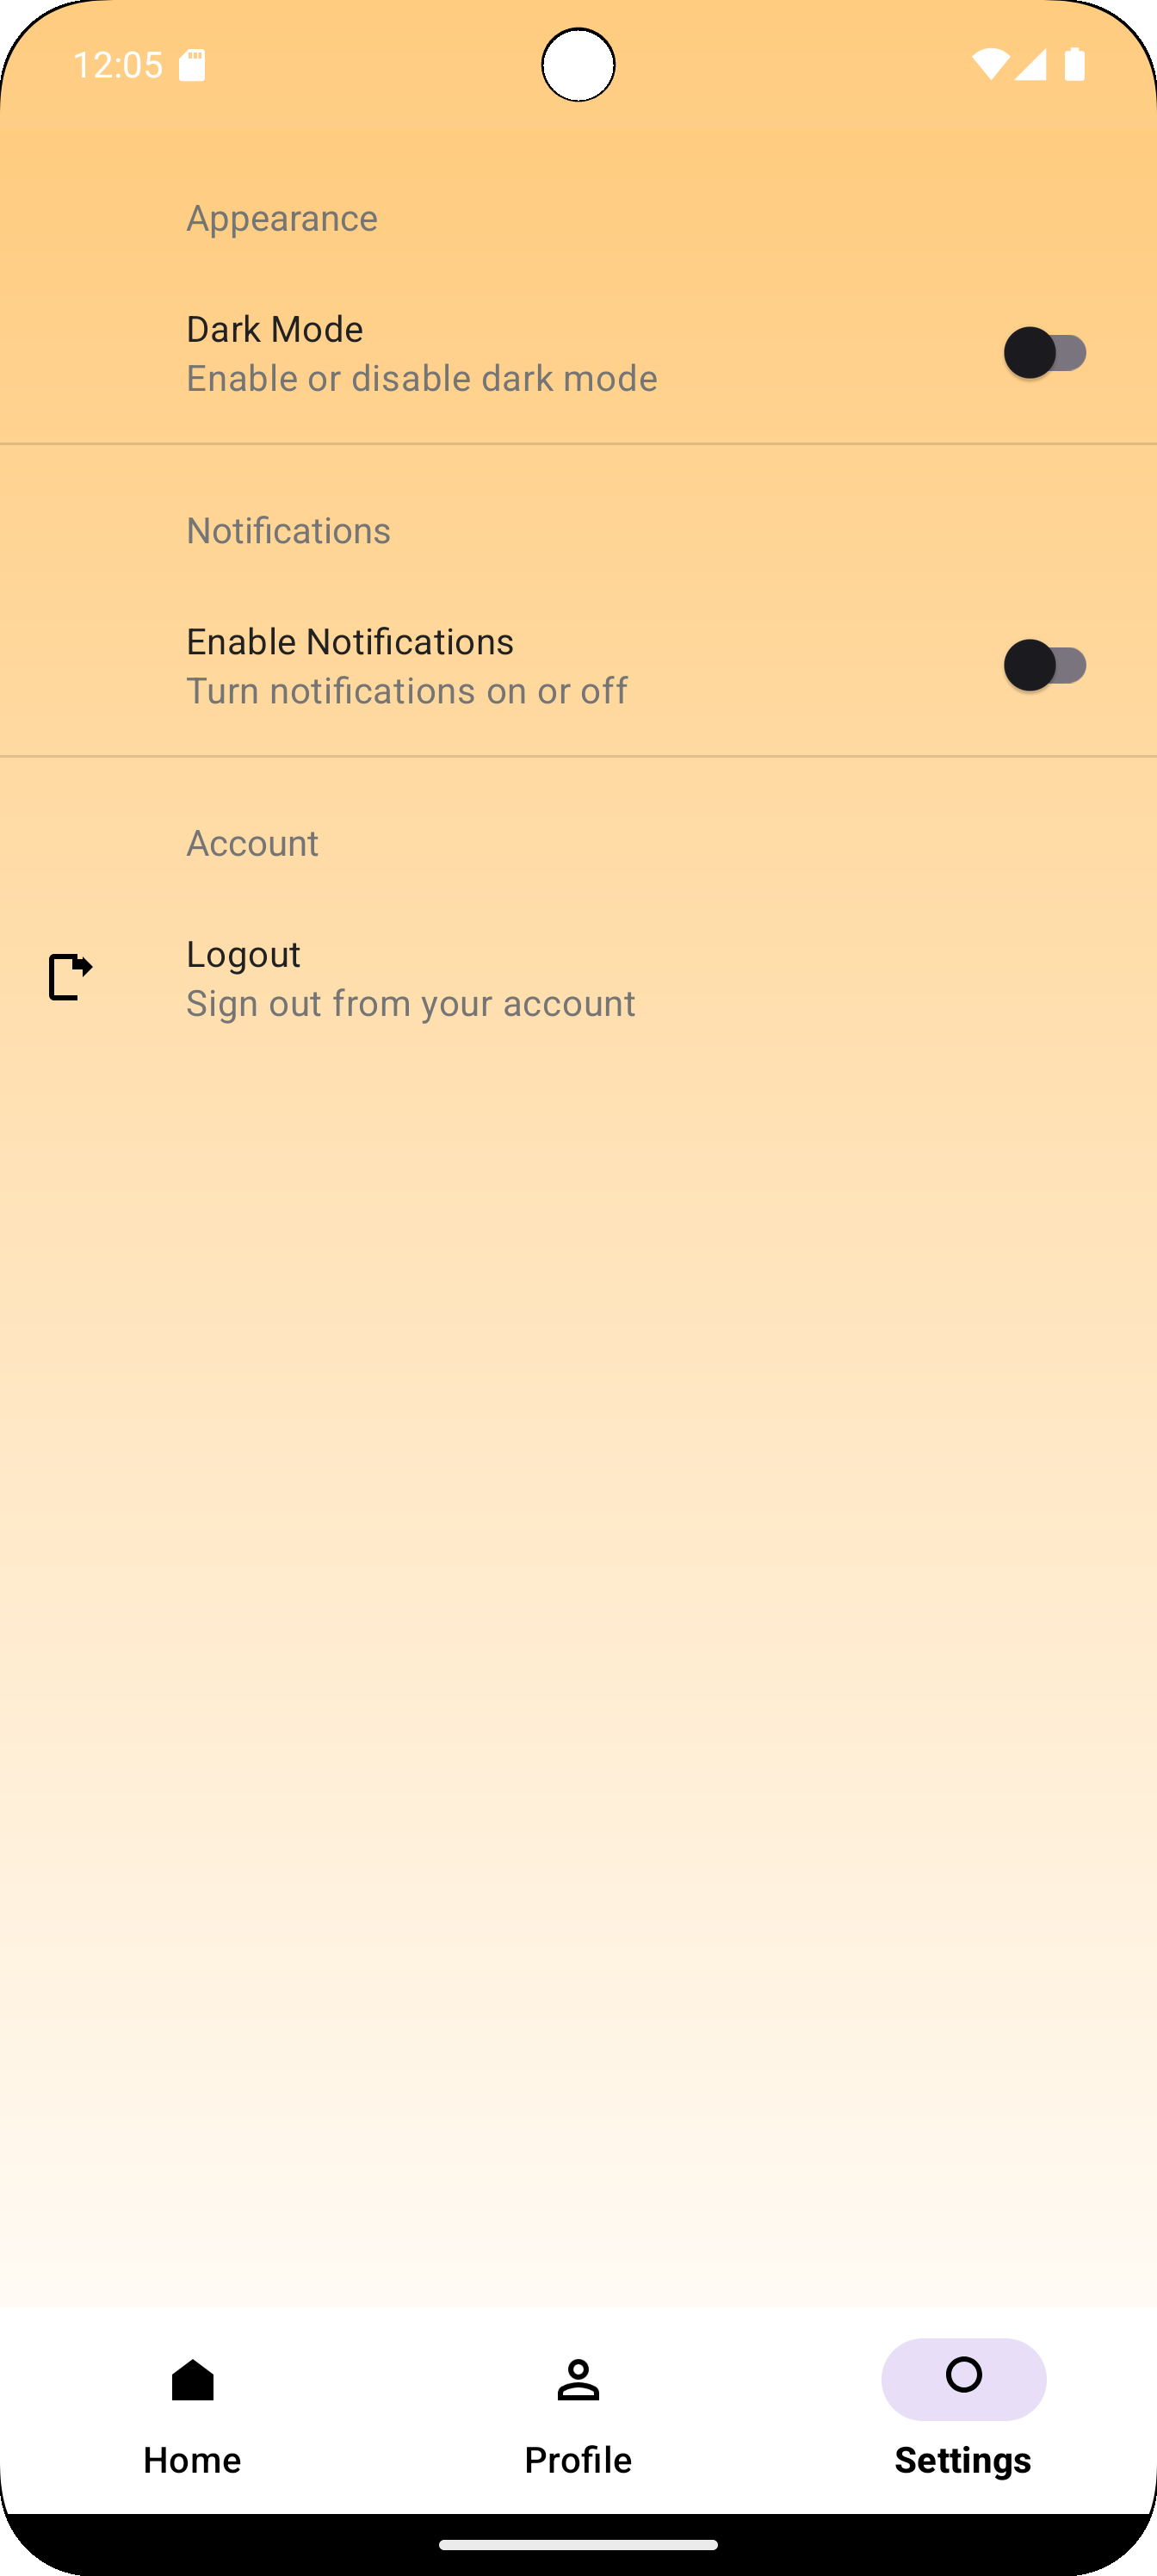 12:05
Appearance
Dark Mode
Enable or disable dark mode
Notifications
Enable Notifications
Turn notifications on or off
Account
Logout
Sign out from your account
Home
Profile
Settings